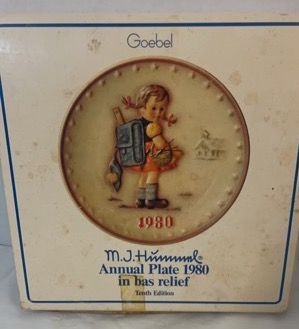 Goebel
1980
M.J.Hummel®
Annual Plate 1980
in bas relief
Tenth Edition